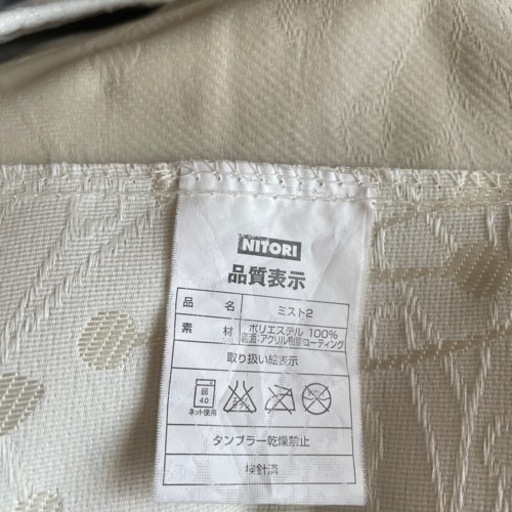 NITORI
品質表示
品 名 ミスト2
素 材 ポリエステル 100%
裏面:アクリル樹脂コーティング
取り扱い絵表示
弱
40
ネット使用
タンブラー乾燥禁止
検針済